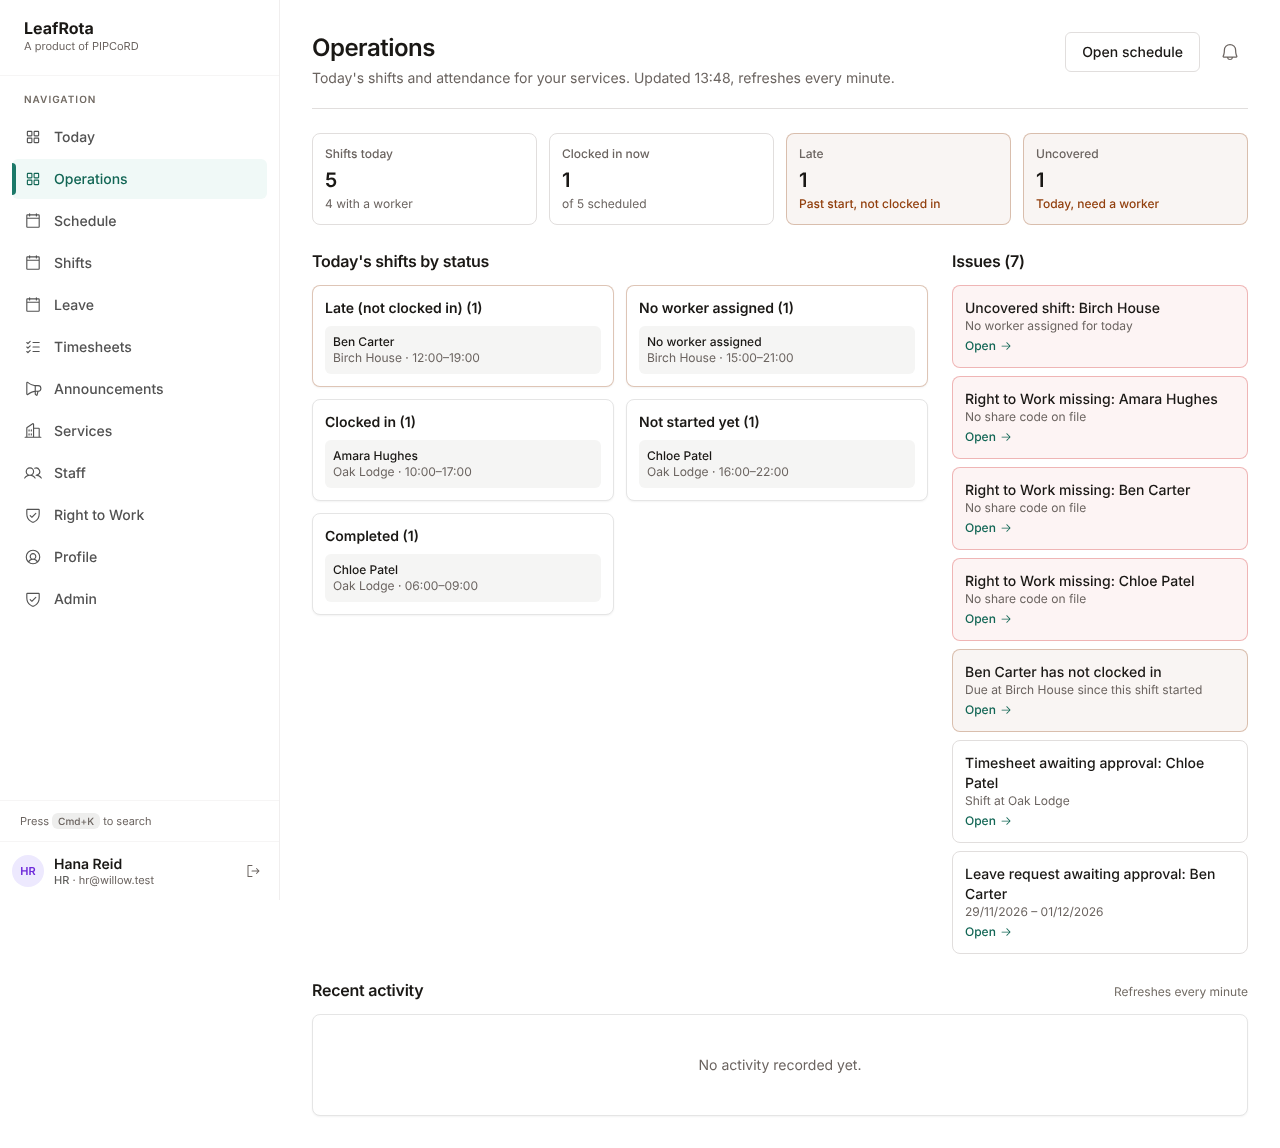 LeafRota
A product of PIPCoRD
NAVIGATION
Today
Operations
Schedule
Shifts
Leave
Timesheets
Announcements
Services
Staff
Right to Work
Profile
Admin
Press Cmd+K to search
HR
Hana Reid
HR · hr@willow.test
Operations
Today's shifts and attendance for your services. Updated 13:48, refreshes every minute.
Open schedule
Shifts today
5
4 with a worker
Clocked in now
1
of 5 scheduled
Late
1
Past start, not clocked in
Uncovered
1
Today, need a worker
Today's shifts by status
Late (not clocked in) (1)
Ben Carter
Birch House · 12:00–19:00
No worker assigned (1)
No worker assigned
Birch House · 15:00–21:00
Clocked in (1)
Amara Hughes
Oak Lodge · 10:00–17:00
Not started yet (1)
Chloe Patel
Oak Lodge · 16:00–22:00
Completed (1)
Chloe Patel
Oak Lodge · 06:00–09:00
Issues (7)
Uncovered shift: Birch House
No worker assigned for today
Open →
Right to Work missing: Amara Hughes
No share code on file
Open →
Right to Work missing: Ben Carter
No share code on file
Open →
Right to Work missing: Chloe Patel
No share code on file
Open →
Ben Carter has not clocked in
Due at Birch House since this shift started
Open →
Timesheet awaiting approval: Chloe
Patel
Shift at Oak Lodge
Open →
Leave request awaiting approval: Ben
Carter
29/11/2026 – 01/12/2026
Open →
Recent activity
Refreshes every minute
No activity recorded yet.